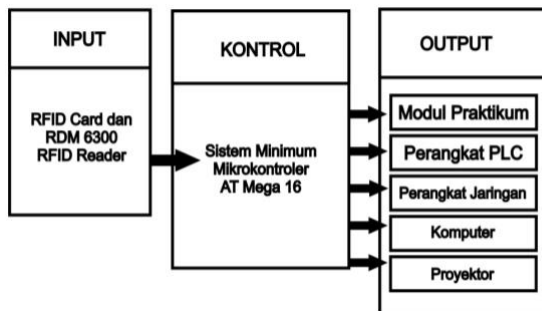 INPUT
RFID Card dan
RDM 6300
RFID Reader
KONTROL
Sistem Minimum
Mikrokontroler
AT Mega 16
OUTPUT
Modul Praktikum
Perangkat PLC
Perangkat Jaringan
Komputer
Proyektor